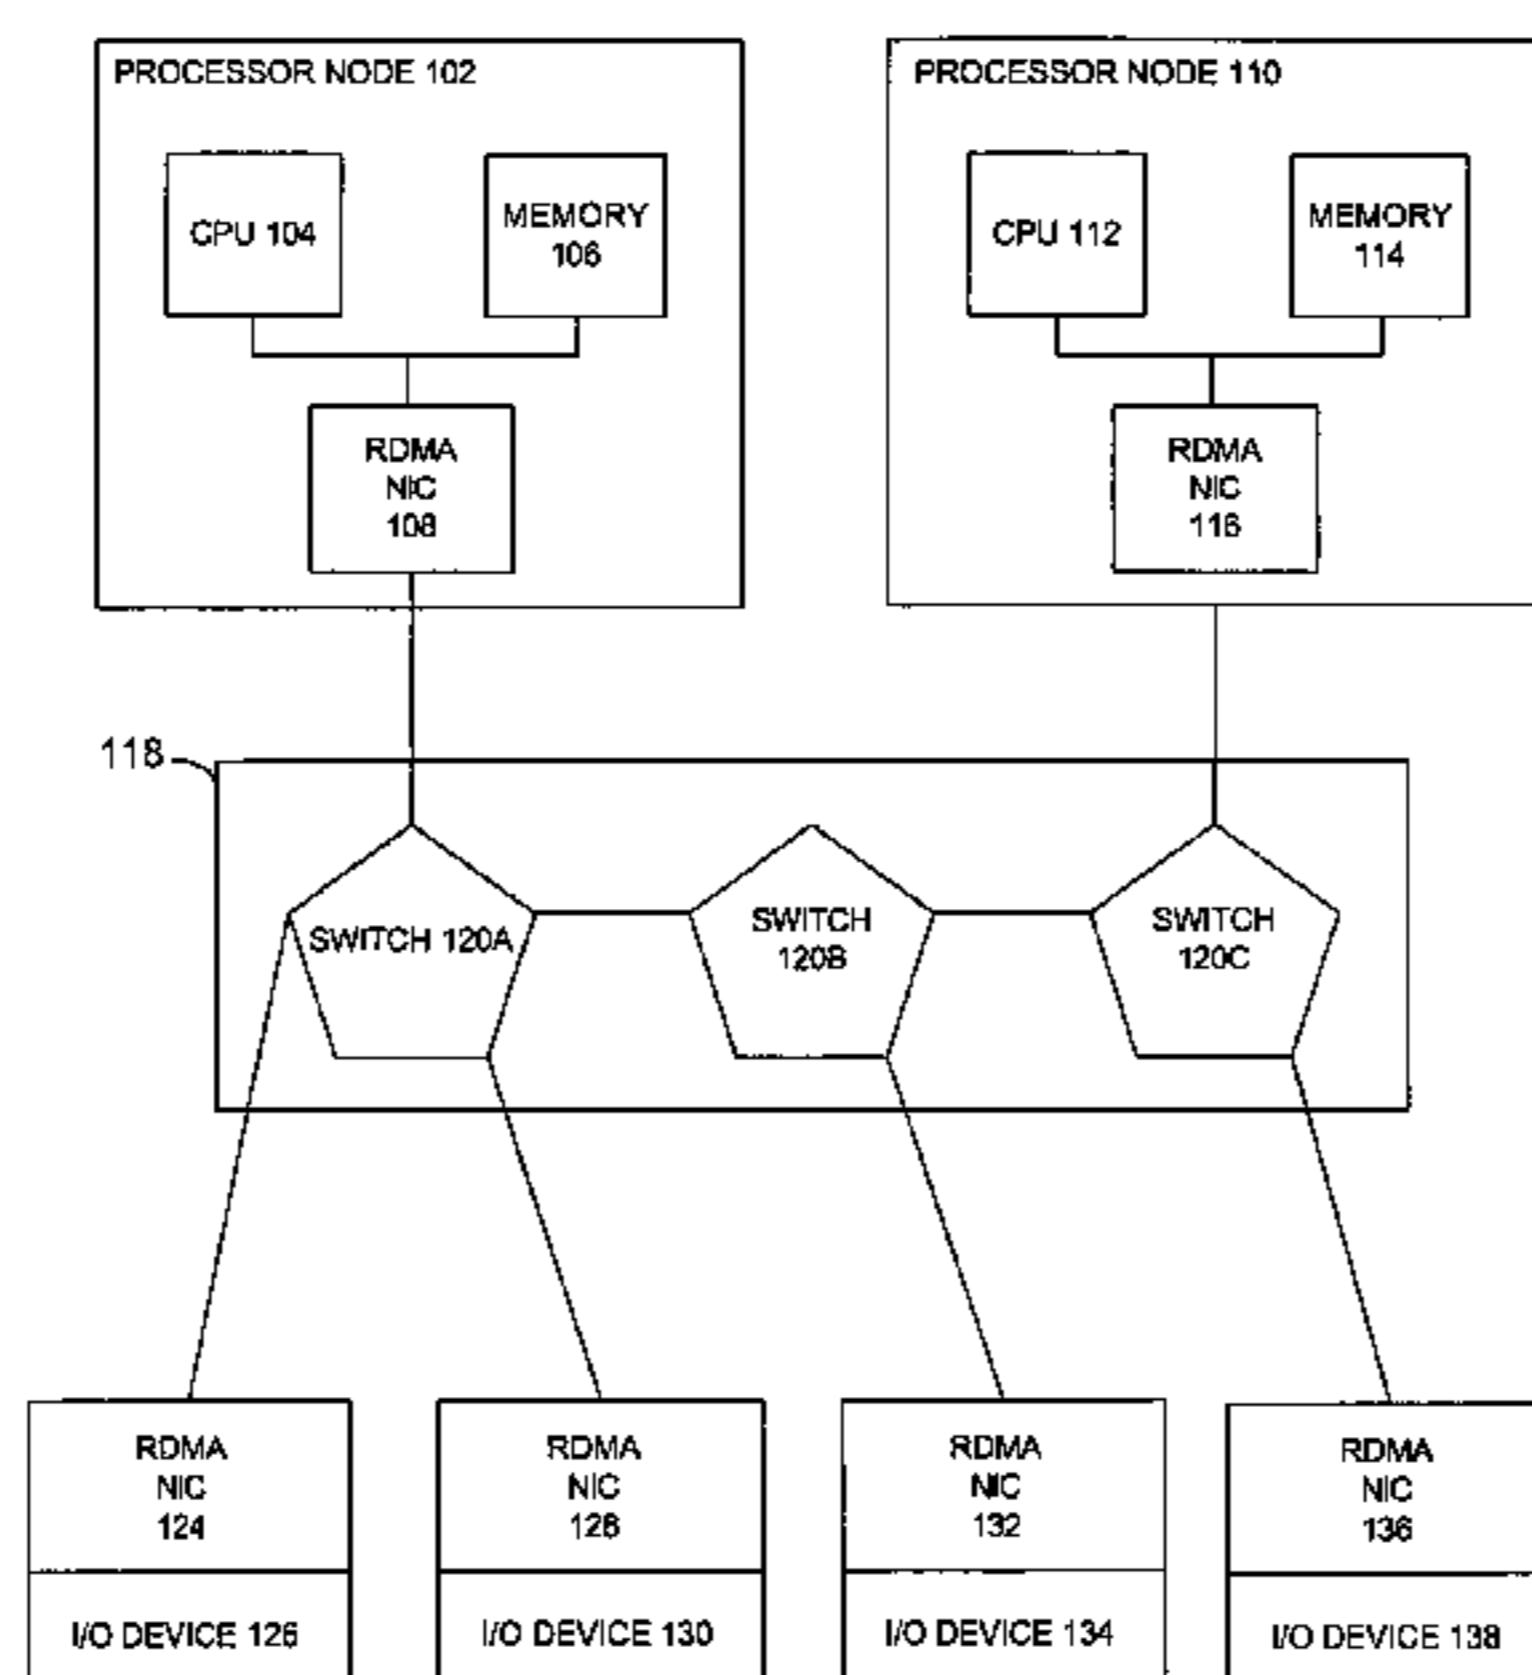 PROCESSOR NODE 102
PROCESSOR NODE 110
CPU 104
MEMORY
106
CPU 112
MEMORY
114
RDMA
NIC
108
RDMA
NIC
116
118
SWITCH 120A
SWITCH
120B
SWITCH
120C
RDMA
NIC
124
RDMA
NIC
128
RDMA
NIC
132
RDMA
NIC
136
I/O DEVICE 126
I/O DEVICE 130
I/O DEVICE 134
I/O DEVICE 138